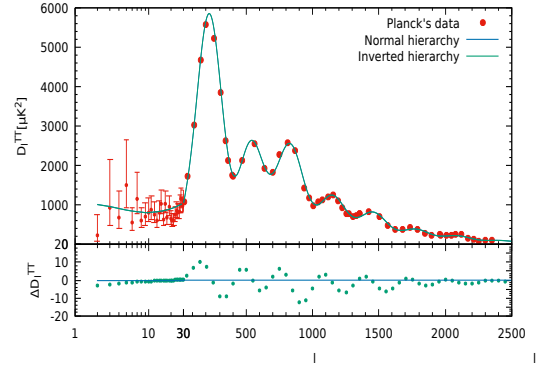 6000
5000
4000
3000
2000
1000
20
D_l^TT[μK²]
Planck's data
Normal hierarchy
Inverted hierarchy
10
0
-10
-20
ΔD_l^TT
1 10 30 500 1000 1500 2000 2500
l l